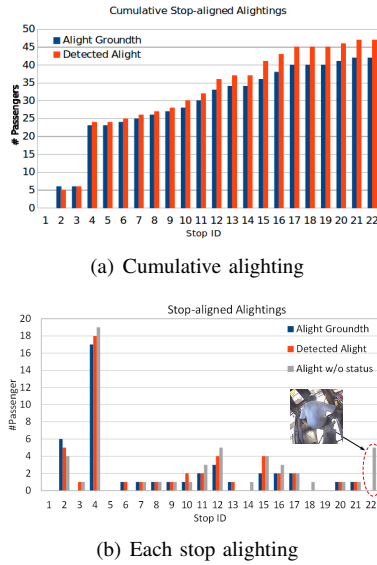 Cumulative Stop-aligned Alightings
50
45
40
35
30
25
20
15
10
5
0
# Passengers
Alight Groundth
Detected Alight
1 2 3 4 5 6 7 8 9 10 11 12 13 14 15 16 17 18 19 20 21 22
Stop ID
(a) Cumulative alighting
Stop-aligned Alightings
20
18
16
14
12
10
8
6
4
2
0
#Passenger
Alight Groundth
Detected Alight
Alight w/o status
1 2 3 4 5 6 7 8 9 10 11 12 13 14 15 16 17 18 19 20 21 22
Stop ID
(b) Each stop alighting